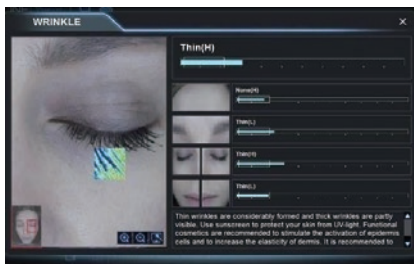 WRINKLE
Thin(H)
None(H)
Thin(L)
Thin(H)
Thin(L)
Thin wrinkles are considerably formed and thick wrinkles are partly
visible. Use sunscreen to protect your skin from UV-light. Functional
cosmetics are recommended to stimulate the activation of epidermis
cells and to increase the elasticity of dermis. It is recommended to